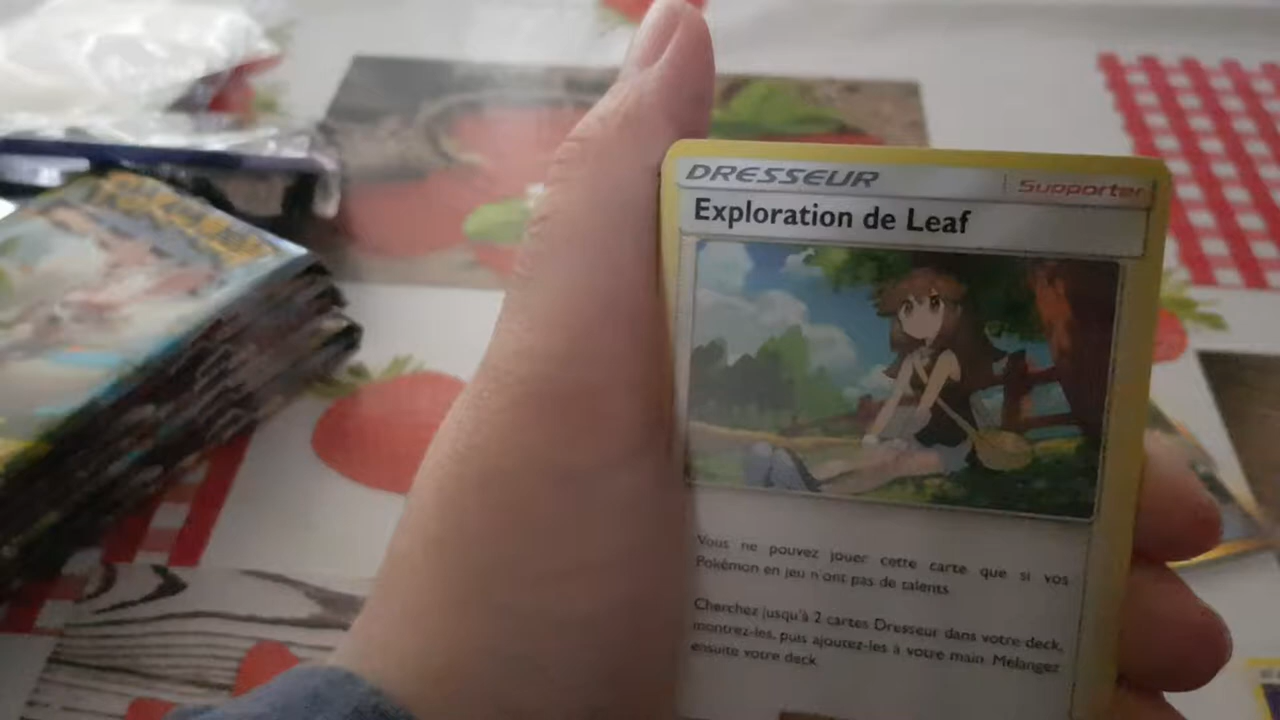 DRESSEUR
Supporter
Exploration de Leaf
Vous ne pouvez jouer cette carte que si vos
Pokémon en jeu n'ont pas de talents.
Cherchez jusqu'à 2 cartes Dresseur dans votre deck,
montrez-les, puis ajoutez-les à votre main. Mélangez
ensuite votre deck.